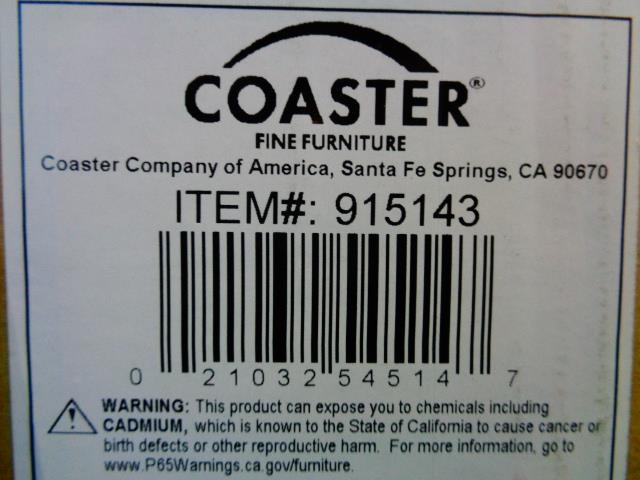 COASTER®
FINE FURNITURE
Coaster Company of America, Santa Fe Springs, CA 90670
ITEM#: 915143
0 21032 54514 7
WARNING: This product can expose you to chemicals including
CADMIUM, which is known to the State of California to cause cancer or
birth defects or other reproductive harm. For more information, go to
www.P65Warnings.ca.gov/furniture.